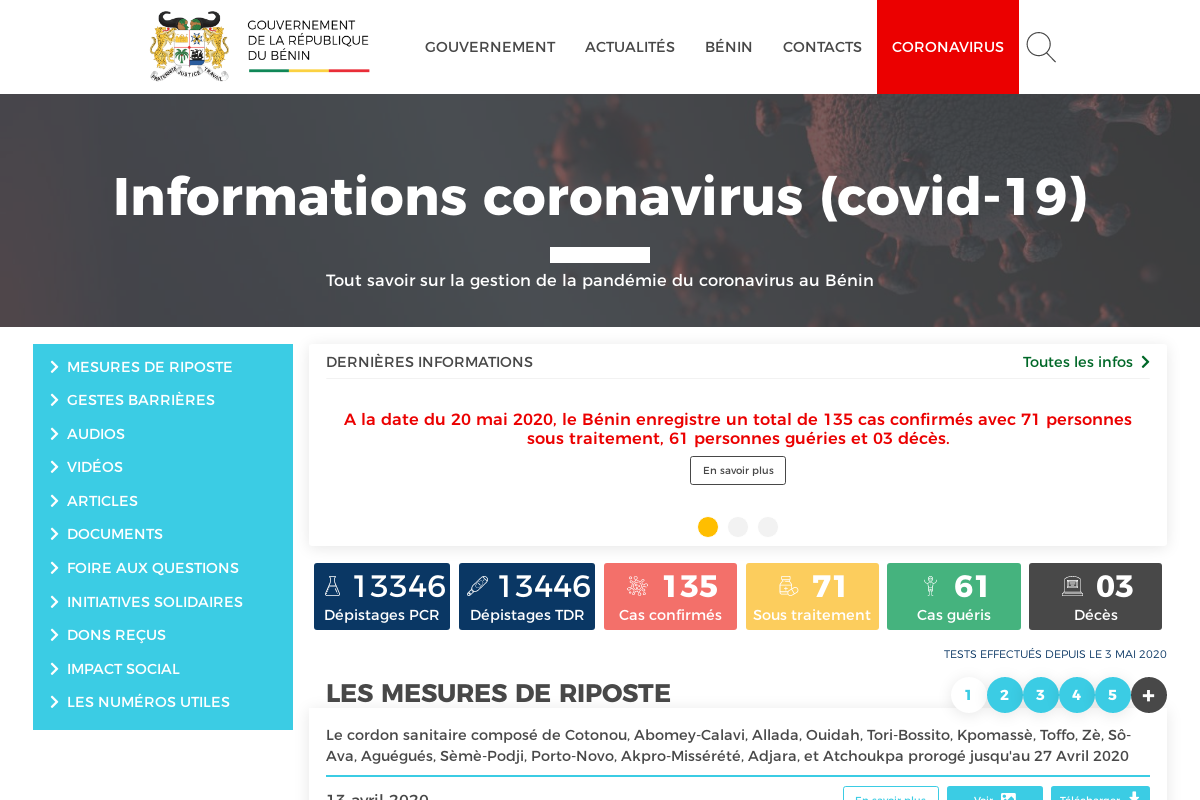 GOUVERNEMENT
DE LA RÉPUBLIQUE
DU BÉNIN
FRATERNITÉ JUSTICE TRAVAIL
GOUVERNEMENT
ACTUALITÉS
BÉNIN
CONTACTS
CORONAVIRUS
Informations coronavirus (covid-19)
Tout savoir sur la gestion de la pandémie du coronavirus au Bénin
MESURES DE RIPOSTE
GESTES BARRIÈRES
AUDIOS
VIDÉOS
ARTICLES
DOCUMENTS
FOIRE AUX QUESTIONS
INITIATIVES SOLIDAIRES
DONS REÇUS
IMPACT SOCIAL
LES NUMÉROS UTILES
DERNIÈRES INFORMATIONS
Toutes les infos
A la date du 20 mai 2020, le Bénin enregistre un total de 135 cas confirmés avec 71 personnes
sous traitement, 61 personnes guéries et 03 décès.
En savoir plus
13346
Dépistages PCR
13446
Dépistages TDR
135
Cas confirmés
71
Sous traitement
61
Cas guéris
03
Décès
TESTS EFFECTUÉS DEPUIS LE 3 MAI 2020
LES MESURES DE RIPOSTE
1 2 3 4 5 +
Le cordon sanitaire composé de Cotonou, Abomey-Calavi, Allada, Ouidah, Tori-Bossito, Kpomassè, Toffo, Zè, Sô-
Ava, Aguégués, Sèmè-Podji, Porto-Novo, Akpro-Missérété, Adjara, et Atchoukpa prorogé jusqu'au 27 Avril 2020
13 avril 2020
En savoir plus
Voir
Télécharger